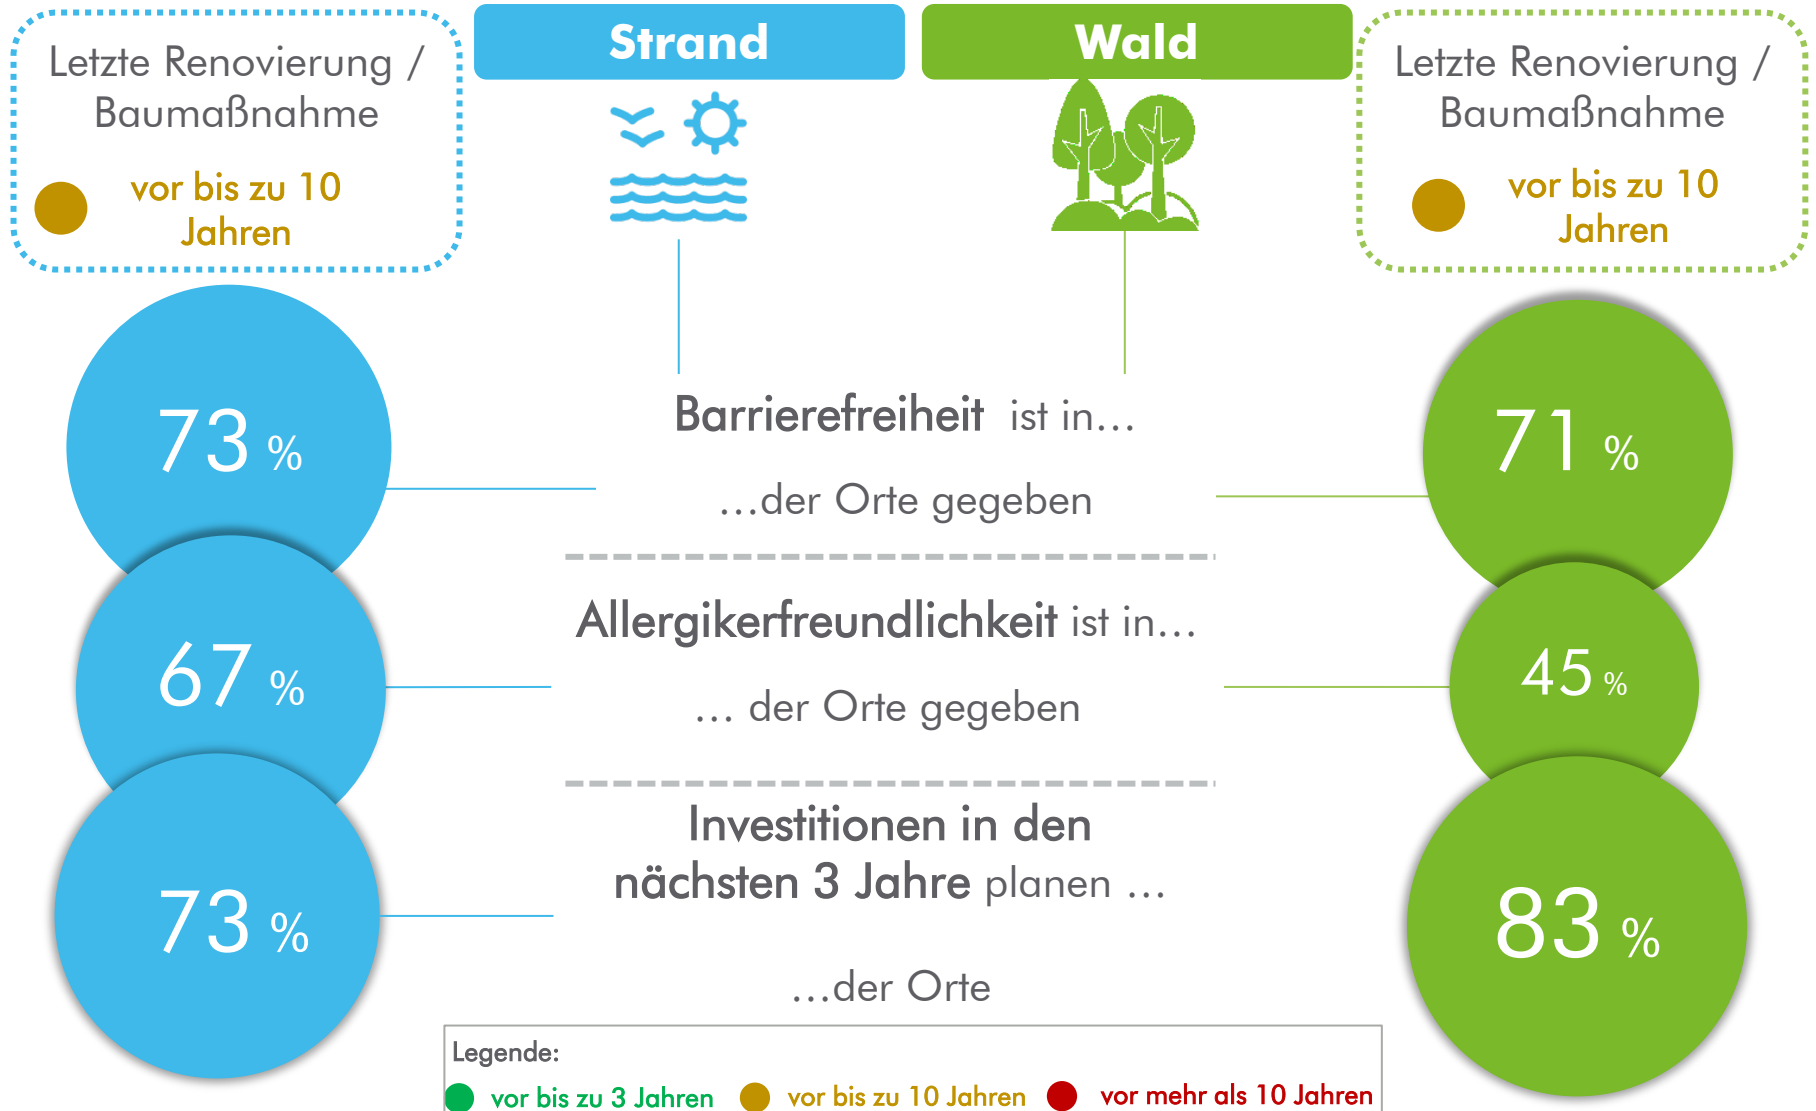 Letzte Renovierung /
Baumaßnahme
vor bis zu 10
Jahren
Strand
Wald
Letzte Renovierung /
Baumaßnahme
vor bis zu 10
Jahren
73 %
Barrierefreiheit ist in...
...der Orte gegeben
71 %
67 %
Allergikerfreundlichkeit ist in...
... der Orte gegeben
45 %
73 %
Investitionen in den
nächsten 3 Jahre planen ...
...der Orte
83 %
Legende:
vor bis zu 3 Jahren
vor bis zu 10 Jahren
vor mehr als 10 Jahren